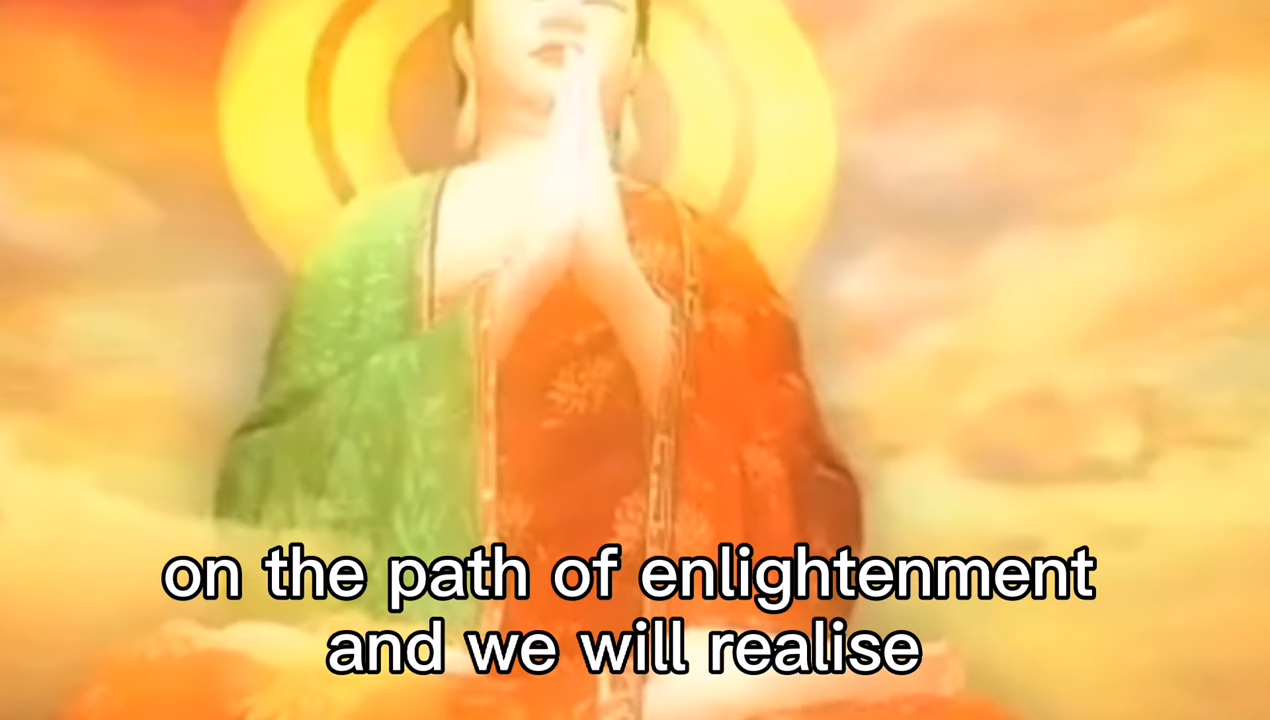 on the path of enlightenment
and we will realise